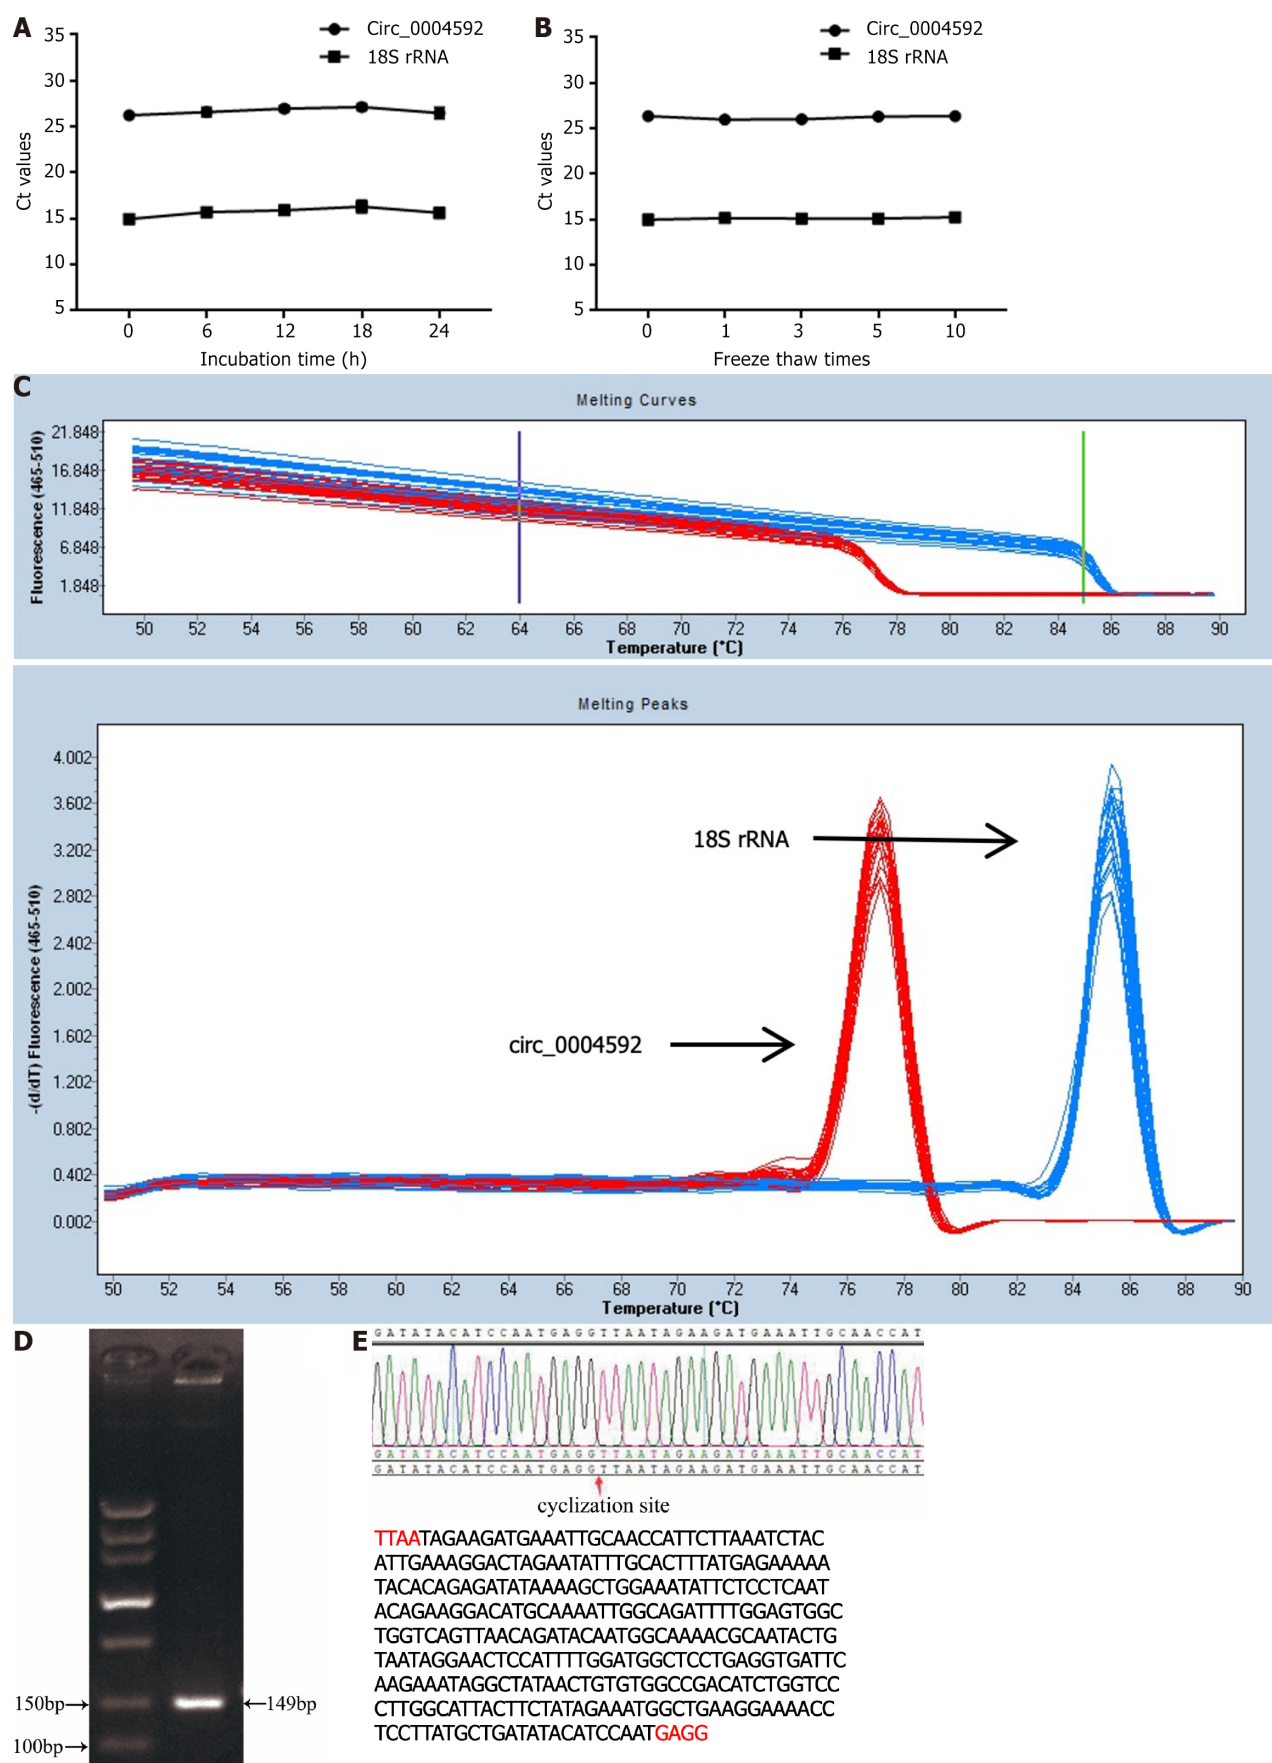 A
Circ_0004592
18S rRNA
35
30
25
20
15
10
5
Ct values
0 6 12 18 24
Incubation time (h)
B
Circ_0004592
18S rRNA
35
30
25
20
15
10
5
Ct values
0 1 3 5 10
Freeze thaw times
C
Melting Curves
21.848
16.848
11.848
6.848
1.848
Fluorescence (465-510)
50 52 54 56 58 60 62 64 66 68 70 72 74 76 78 80 82 84 86 88 90
Temperature (°C)
Melting Peaks
4.002
3.602
3.202
2.802
2.402
2.002
1.602
1.202
0.802
0.402
0.002
-(d/dT) Fluorescence (465-510)
18S rRNA
circ_0004592
50 52 54 56 58 60 62 64 66 68 70 72 74 76 78 80 82 84 86 88 90
Temperature (°C)
D
150bp
149bp
100bp
E
GATATACATCCAATGAGGTTAATAGAAGATGAAATTGCAACCAT
GATATACATCCAATGAGGTTAATAGAAGATGAAATTGCAACCAT
GATATACATCCAATGAGGTTAATAGAAGATGAAATTGCAACCAT
cyclization site
TTAATAGAAGATGAAATTGCAACCATTCTTAAATCTAC
ATTGAAAGGACTAGAATATTTGCACTTTATGAGAAAAA
TACACAGAGATATAAAAGCTGGAAATATTCTCCTCAAT
ACAGAAGGACATGCAAAATTGGCAGATTTTGGAGTGGC
TGGTCAGTTAACAGATACAATGGCAAAACGCAATACTG
TAATAGGAACTCCATTTTGGATGGCTCCTGAGGTGATTC
AAGAAATAGGCTATAACTGTGTGGCCGACATCTGGTCC
CTTGGCATTACTTCTATAGAAATGGCTGAAGGAAAACC
TCCTTATGCTGATATACATCCAATGAGG